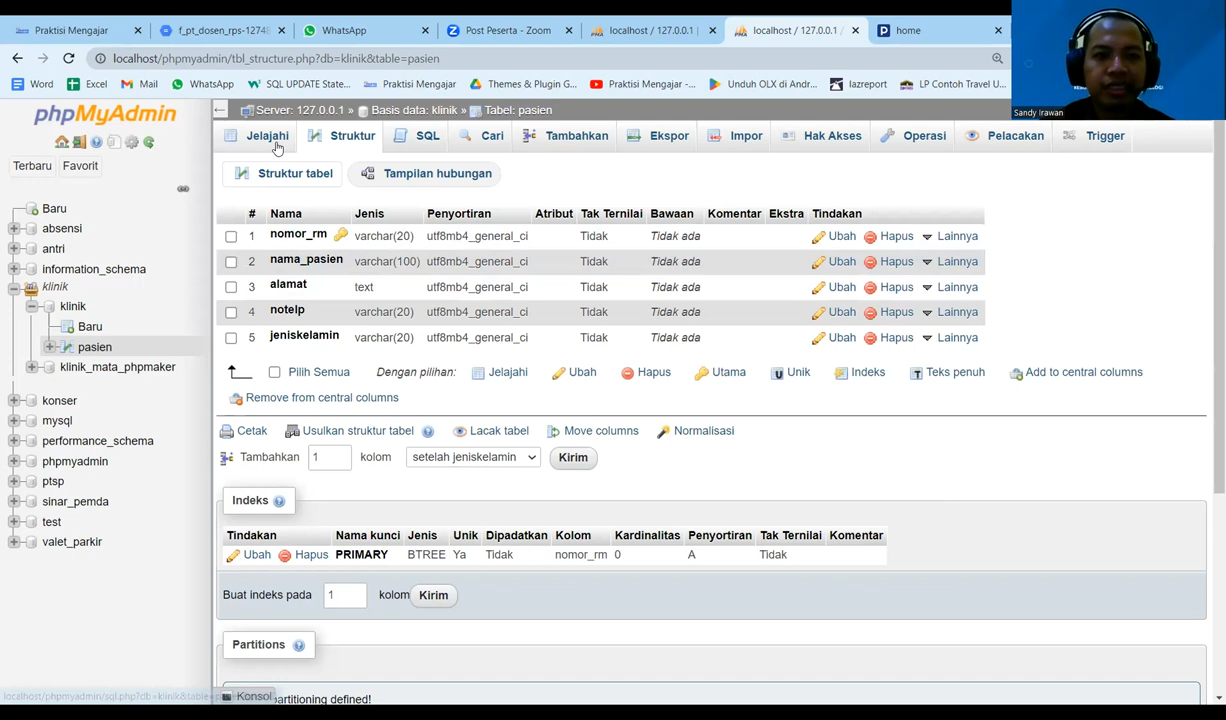 Praktisi Mengajar
f_pt_dosen_rps-12748
WhatsApp
Post Peserta - Zoom
localhost / 127.0.0.1 |
localhost / 127.0.0.1 /
home
localhost/phpmyadmin/tbl_structure.php?db=klinik&table=pasien
Word
Excel
Mail
WhatsApp
SQL UPDATE State...
Praktisi Mengajar
Themes & Plugin G...
Praktisi Mengajar -...
Unduh OLX di Andr...
lazreport
LP Contoh Travel U...
Sandy Irawan
phpMyAdmin
Terbaru Favorit
Baru
absensi
antri
information_schema
klinik
klinik
Baru
pasien
klinik_mata_phpmaker
konser
mysql
performance_schema
phpmyadmin
ptsp
sinar_pemda
test
valet_parkir
Server: 127.0.0.1 » Basis data: klinik » Tabel: pasien
Jelajahi Struktur SQL Cari Tambahkan Ekspor Impor Hak Akses Operasi Pelacakan Trigger
Struktur tabel Tampilan hubungan
# Nama Jenis Penyortiran Atribut Tak Ternilai Bawaan Komentar Ekstra Tindakan
1 nomor_rm varchar(20) utf8mb4_general_ci Tidak Tidak ada Ubah Hapus Lainnya
2 nama_pasien varchar(100) utf8mb4_general_ci Tidak Tidak ada Ubah Hapus Lainnya
3 alamat text utf8mb4_general_ci Tidak Tidak ada Ubah Hapus Lainnya
4 notelp varchar(20) utf8mb4_general_ci Tidak Tidak ada Ubah Hapus Lainnya
5 jeniskelamin varchar(20) utf8mb4_general_ci Tidak Tidak ada Ubah Hapus Lainnya
Pilih Semua Dengan pilihan: Jelajahi Ubah Hapus Utama Unik Indeks Teks penuh Add to central columns
Remove from central columns
Cetak Usulkan struktur tabel Lacak tabel Move columns Normalisasi
Tambahkan 1 kolom setelah jeniskelamin Kirim
Indeks
Tindakan Nama kunci Jenis Unik Dipadatkan Kolom Kardinalitas Penyortiran Tak Ternilai Komentar
Ubah Hapus PRIMARY BTREE Ya Tidak nomor_rm 0 A Tidak
Buat indeks pada 1 kolom Kirim
Partitions
partitioning defined!
Konsol
localhost/phpmyadmin/sql.php?db=klinik&table=